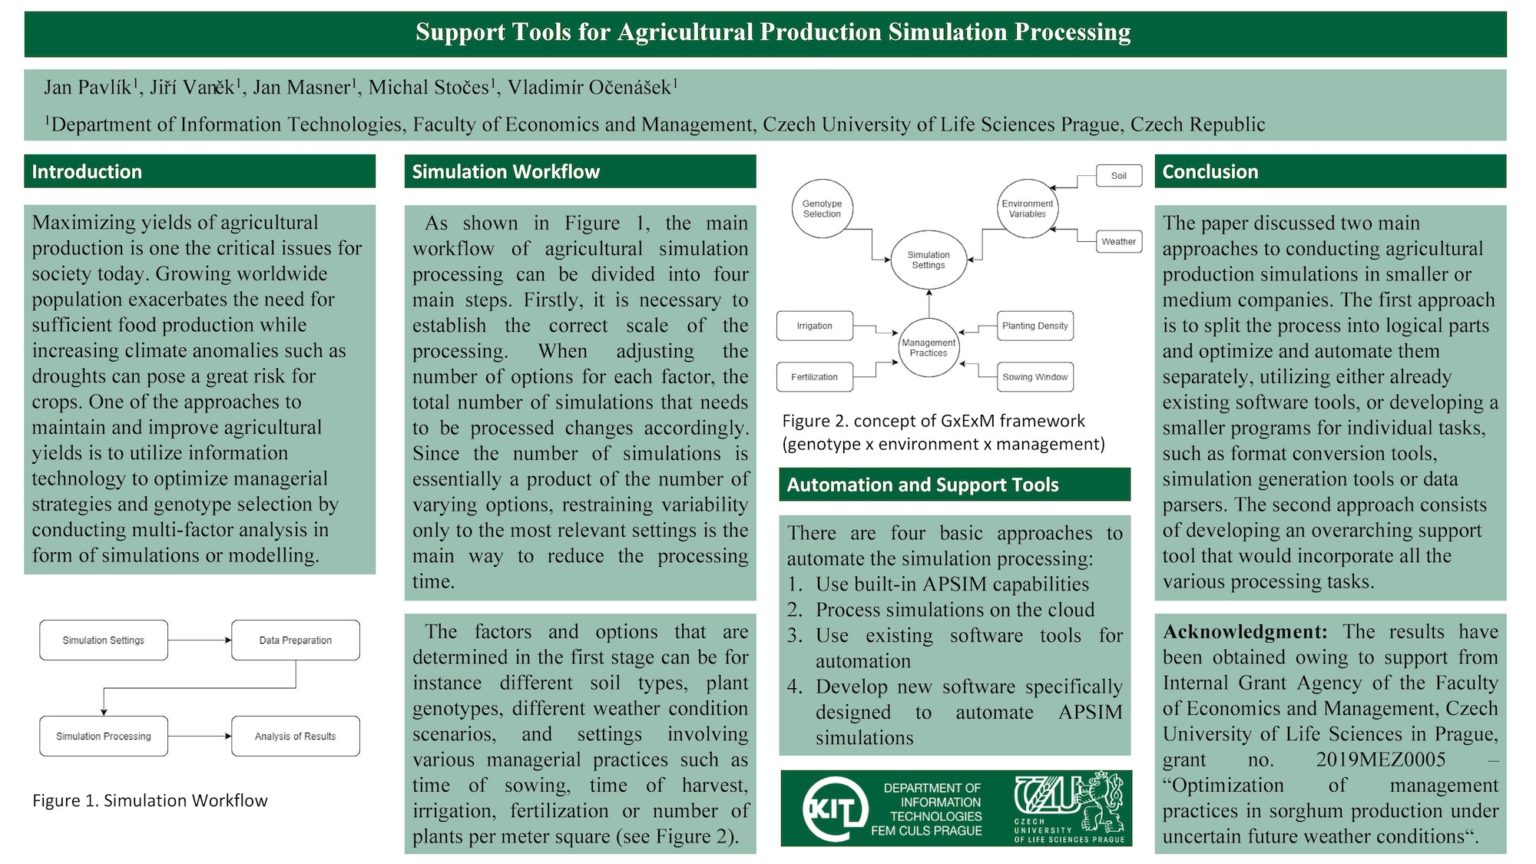 Support Tools for Agricultural Production Simulation Processing
Jan Pavlík¹, Jiří Vaněk¹, Jan Masner¹, Michal Stočes¹, Vladimír Očenášek¹
¹Department of Information Technologies, Faculty of Economics and Management, Czech University of Life Sciences Prague, Czech Republic
Introduction
Maximizing yields of agricultural
production is one the critical issues for
society today. Growing worldwide
population exacerbates the need for
sufficient food production while
increasing climate anomalies such as
droughts can pose a great risk for
crops. One of the approaches to
maintain and improve agricultural
yields is to utilize information
technology to optimize managerial
strategies and genotype selection by
conducting multi-factor analysis in
form of simulations or modelling.
Simulation Settings
Data Preparation
Simulation Processing
Analysis of Results
Figure 1. Simulation Workflow
Simulation Workflow
As shown in Figure 1, the main
workflow of agricultural simulation
processing can be divided into four
main steps. Firstly, it is necessary to
establish the correct scale of the
processing. When adjusting the
number of options for each factor, the
total number of simulations that needs
to be processed changes accordingly.
Since the number of simulations is
essentially a product of the number of
varying options, restraining variability
only to the most relevant settings is the
main way to reduce the processing
time.
The factors and options that are
determined in the first stage can be for
instance different soil types, plant
genotypes, different weather condition
scenarios, and settings involving
various managerial practices such as
time of sowing, time of harvest,
irrigation, fertilization or number of
plants per meter square (see Figure 2).
Genotype
Selection
Environment
Variables
Soil
Weather
Simulation
Settings
Irrigation
Fertilization
Management
Practices
Planting Density
Sowing Window
Figure 2. concept of GxExM framework
(genotype x environment x management)
Automation and Support Tools
There are four basic approaches to
automate the simulation processing:
1. Use built-in APSIM capabilities
2. Process simulations on the cloud
3. Use existing software tools for
automation
4. Develop new software specifically
designed to automate APSIM
simulations
KIT
DEPARTMENT OF
INFORMATION
TECHNOLOGIES
FEM CULS PRAGUE
CZU
CZECH
UNIVERSITY
OF LIFE SCIENCES PRAGUE
Conclusion
The paper discussed two main
approaches to conducting agricultural
production simulations in smaller or
medium companies. The first approach
is to split the process into logical parts
and optimize and automate them
separately, utilizing either already
existing software tools, or developing a
smaller programs for individual tasks,
such as format conversion tools,
simulation generation tools or data
parsers. The second approach consists
of developing an overarching support
tool that would incorporate all the
various processing tasks.
Acknowledgment: The results have
been obtained owing to support from
Internal Grant Agency of the Faculty
of Economics and Management, Czech
University of Life Sciences in Prague,
grant no. 2019MEZ0005 –
“Optimization of management
practices in sorghum production under
uncertain future weather conditions“.